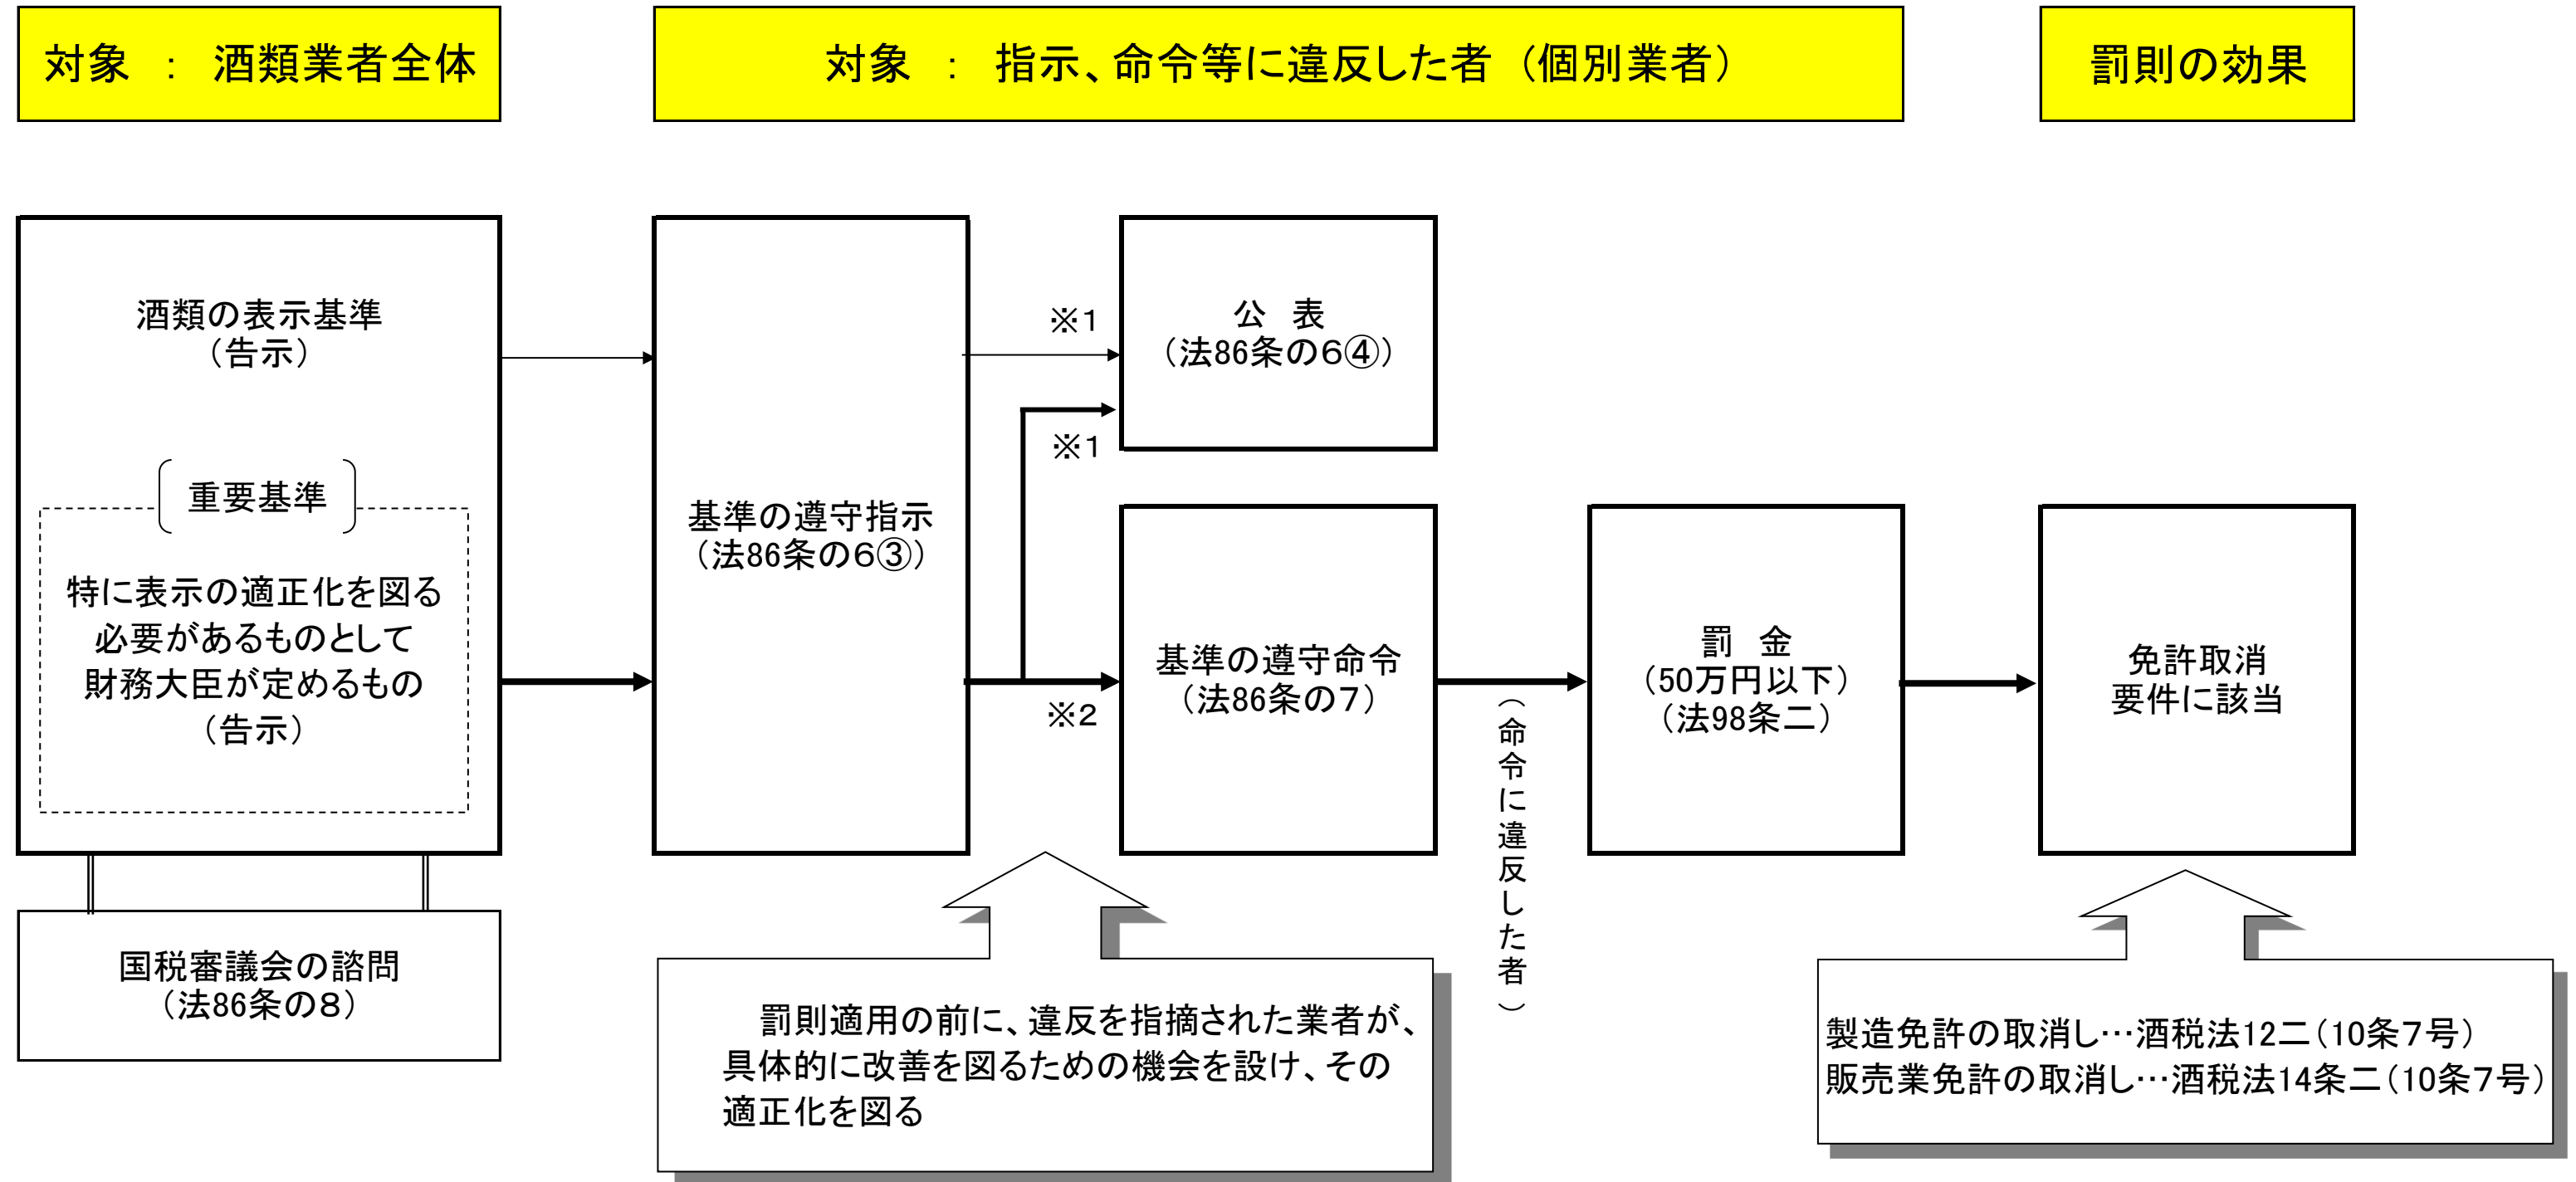 対象 : 酒類業者全体
対象 : 指示、命令等に違反した者（個別業者）
罰則の効果
酒類の表示基準
（告示）
重要基準
特に表示の適正化を図る
必要があるものとして
財務大臣が定めるもの
（告示）
国税審議会の諮問
（法86条の８）
基準の遵守指示
（法86条の６③）
※１
※１
※２
公　表
（法86条の６④）
基準の遵守命令
（法86条の７）
（命令に違反した者）
罰　金
（50万円以下）
（法98条二）
免許取消
要件に該当
罰則適用の前に、違反を指摘された業者が、
具体的に改善を図るための機会を設け、その
適正化を図る
製造免許の取消し…酒税法12二（10条７号）
販売業免許の取消し…酒税法14条二（10条７号）